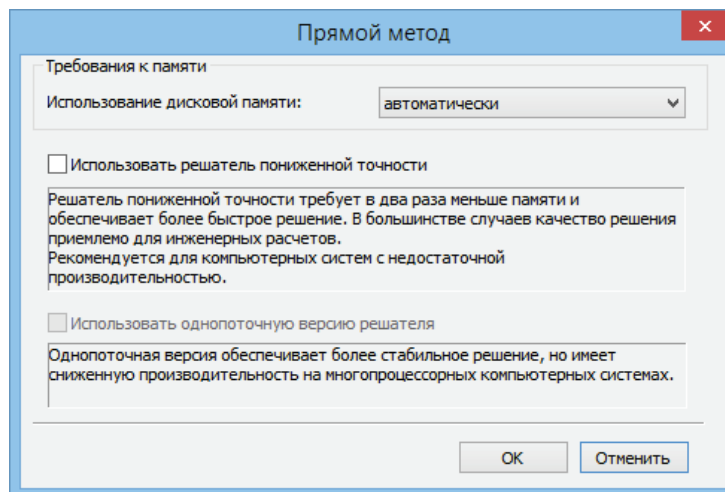 Прямой метод
Требования к памяти
Использование дисковой памяти:
автоматически
Использовать решатель пониженной точности
Решатель пониженной точности требует в два раза меньше памяти и
обеспечивает более быстрое решение. В большинстве случаев качество решения
приемлемо для инженерных расчетов.
Рекомендуется для компьютерных систем с недостаточной
производительностью.
Использовать однопоточную версию решателя
Однопоточная версия обеспечивает более стабильное решение, но имеет
сниженную производительность на многопроцессорных компьютерных системах.
ОК
Отменить